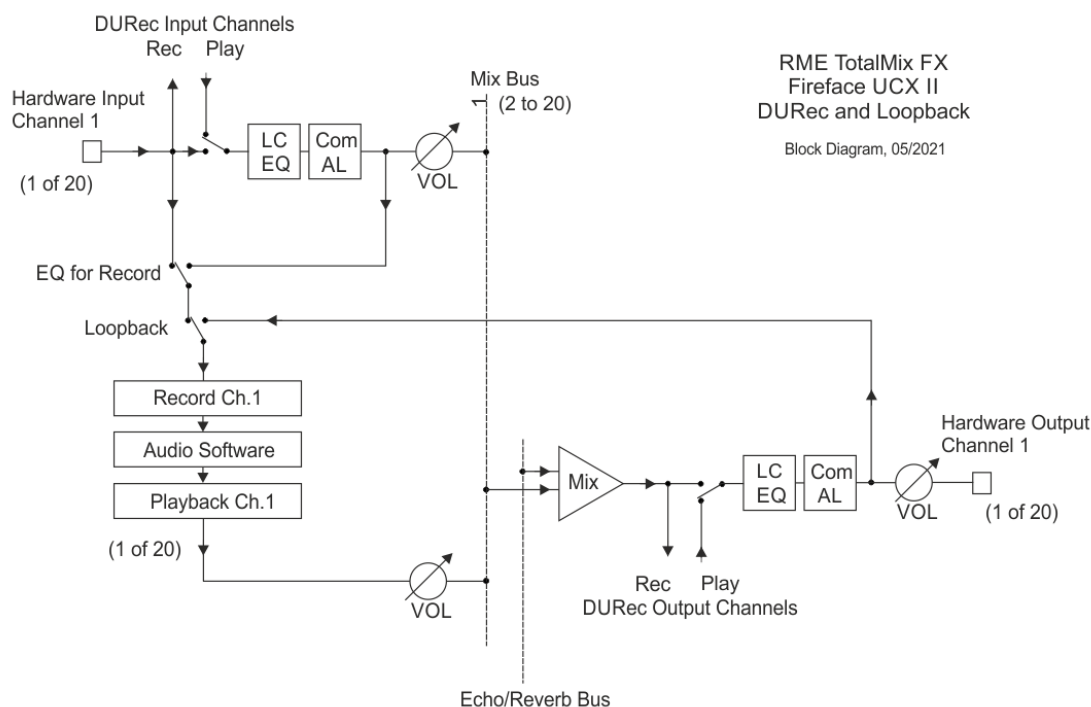 DURec Input Channels
Rec Play
Hardware Input
Channel 1
(1 of 20)
LC
EQ
Com
AL
VOL
Mix Bus
1 (2 to 20)
RME TotalMix FX
Fireface UCX II
DURec and Loopback
Block Diagram, 05/2021
EQ for Record
Loopback
Record Ch.1
Audio Software
Playback Ch.1
(1 of 20)
VOL
Mix
LC
EQ
Com
AL
Hardware Output
Channel 1
VOL
(1 of 20)
Rec Play
DURec Output Channels
Echo/Reverb Bus